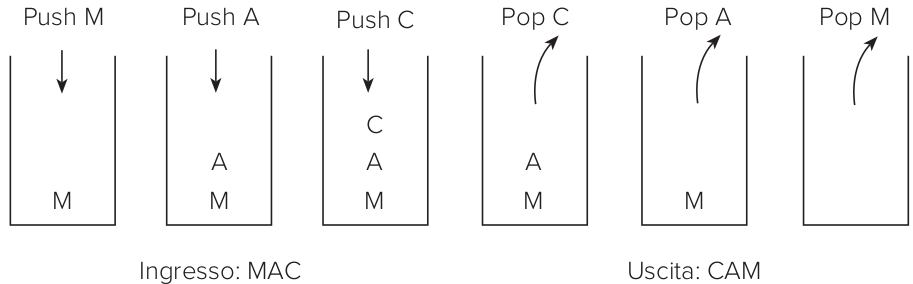 Push M
Push A
Push C
Pop C
Pop A
Pop M
M
A
M
C
A
M
A
M
M
Ingresso: MAC
Uscita: CAM